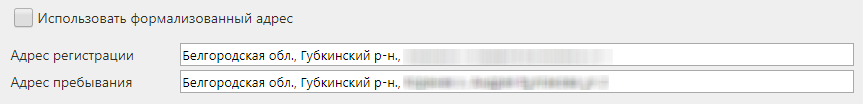 Использовать формализованный адрес
Адрес регистрации Белгородская обл., Губкинский р-н.,
Адрес пребывания Белгородская обл., Губкинский р-н.,